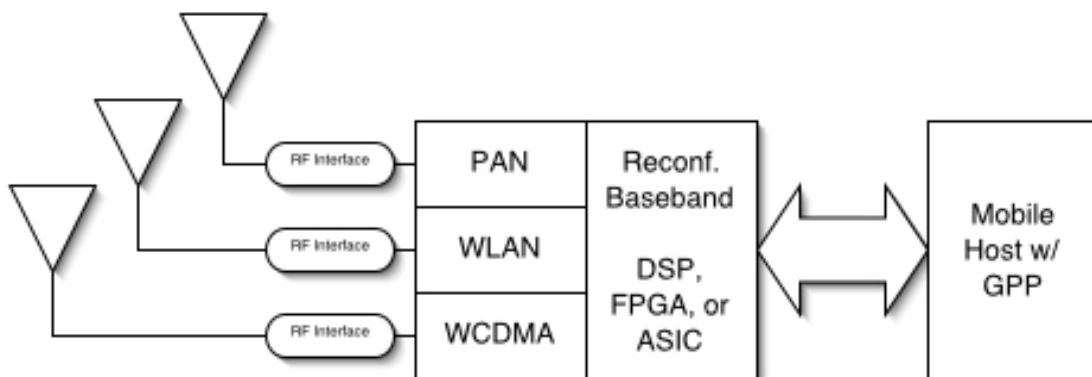 RF Interface
PAN
RF Interface
WLAN
RF Interface
WCDMA
Reconf.
Baseband
DSP,
FPGA, or
ASIC
Mobile
Host w/
GPP